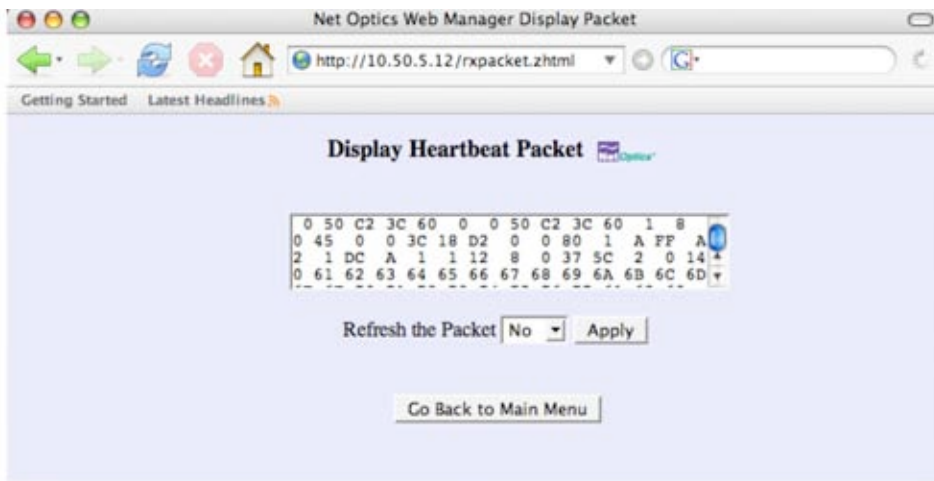 Net Optics Web Manager Display Packet
http://10.50.5.12/rxpacket.zhtml G
Getting Started Latest Headlines
Display Heartbeat Packet Optics
0 50 C2 3C 60 0 0 50 C2 3C 60 1 8
0 45 0 0 3C 18 D2 0 0 80 1 A FF A
2 1 DC A 1 1 12 8 0 37 5C 2 0 14
0 61 62 63 64 65 66 67 68 69 6A 6B 6C 6D
Refresh the Packet No Apply
Go Back to Main Menu